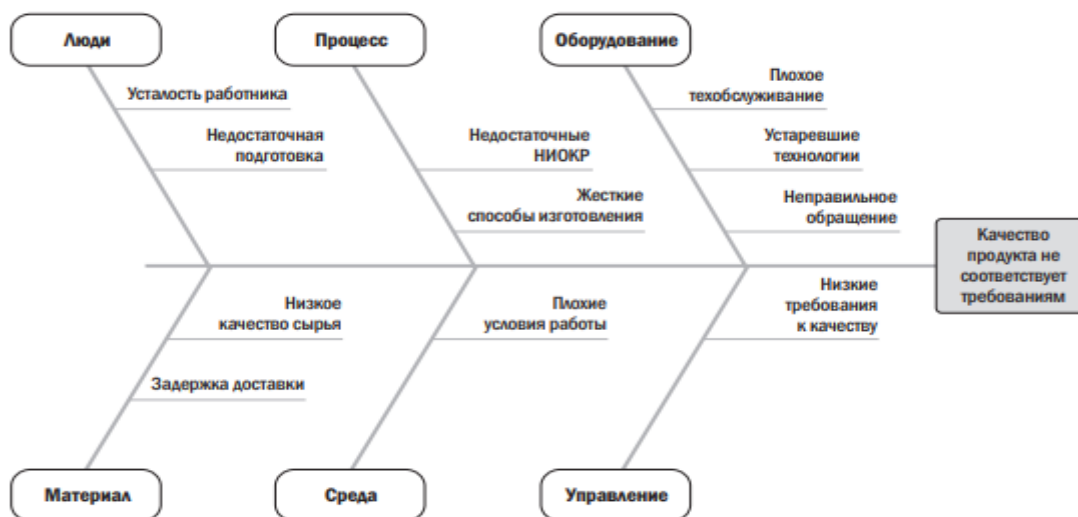 Люди
Процесс
Оборудование
Усталость работника
Недостаточная
подготовка
Недостаточные
НИОКР
Жесткие
способы изготовления
Плохое
техобслуживание
Устаревшие
технологии
Неправильное
обращение
Качество
продукта не
соответствует
требованиям
Низкое
качество сырья
Задержка доставки
Плохие
условия работы
Низкие
требования
к качеству
Материал
Среда
Управление